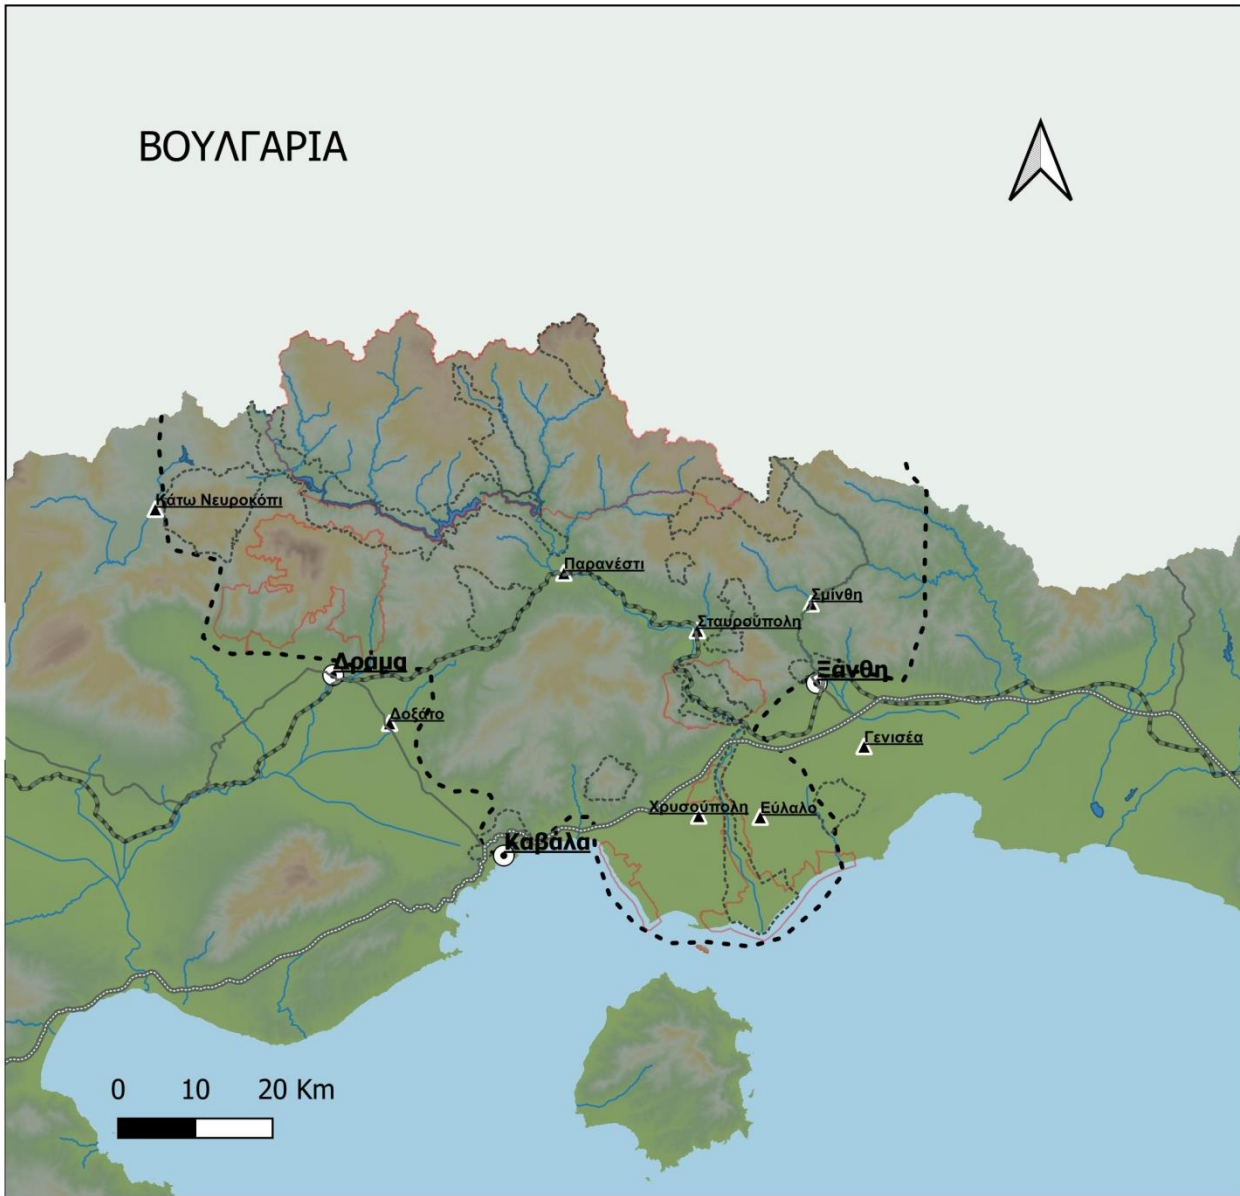 ΒΟΥΛΓΑΡΙΑ
Κάτω Νευροκόπι
Παρανέστι
Σμίνθη
Σταυρούπολη
Δράμα
Ξάνθη
Δοξάτο
Γενισέα
Χρυσούπολη
Εύλαλο
Καβάλα
0 10 20 Km